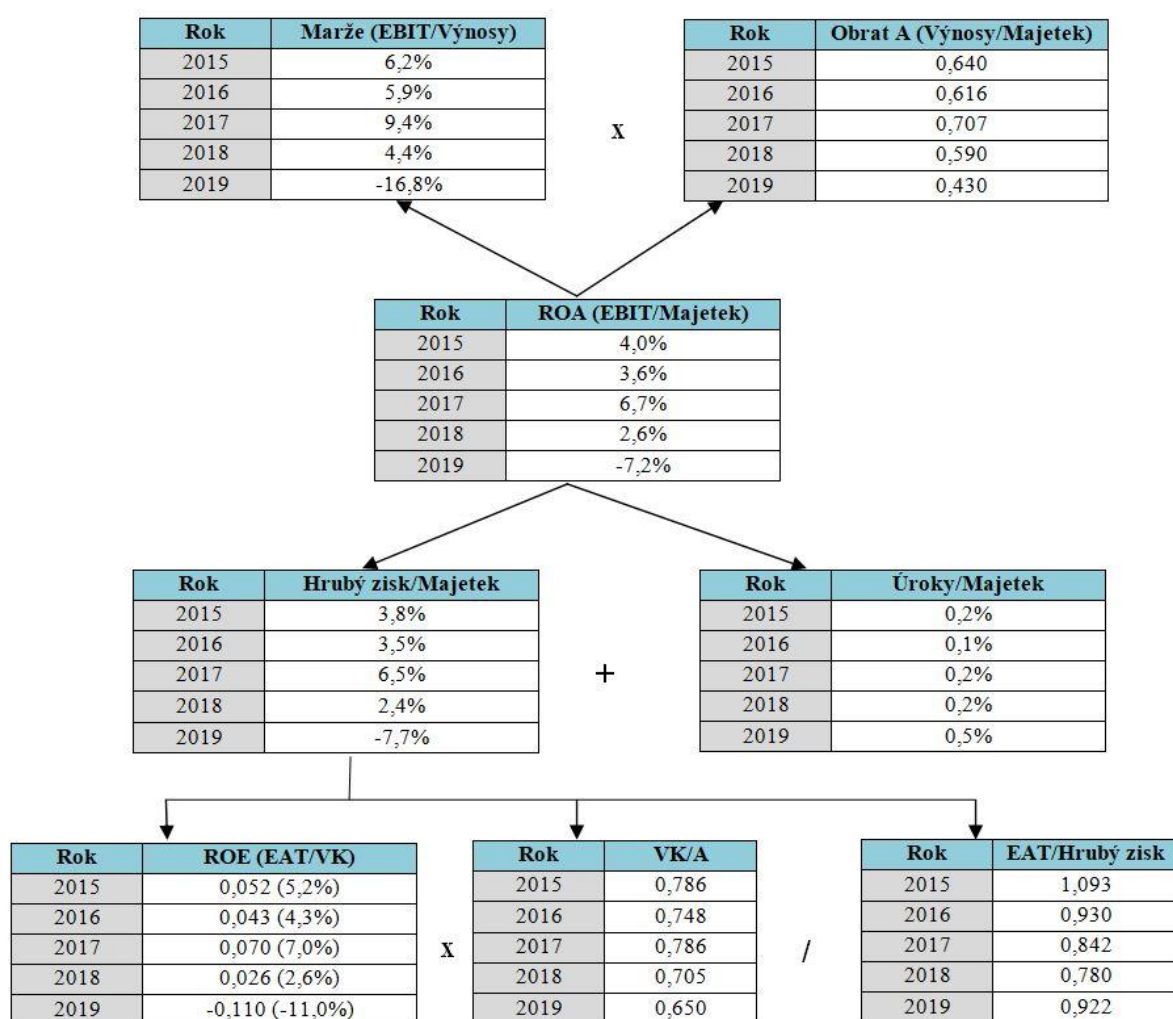 Rok Marže (EBIT/Výnosy)
2015 6,2%
2016 5,9%
2017 9,4%
2018 4,4%
2019 -16,8%
x
Rok Obrat A (Výnosy/Majetek)
2015 0,640
2016 0,616
2017 0,707
2018 0,590
2019 0,430
Rok ROA (EBIT/Majetek)
2015 4,0%
2016 3,6%
2017 6,7%
2018 2,6%
2019 -7,2%
Rok Hrubý zisk/Majetek
2015 3,8%
2016 3,5%
2017 6,5%
2018 2,4%
2019 -7,7%
+
Rok Úroky/Majetek
2015 0,2%
2016 0,1%
2017 0,2%
2018 0,2%
2019 0,5%
Rok ROE (EAT/VK)
2015 0,052 (5,2%)
2016 0,043 (4,3%)
2017 0,070 (7,0%)
2018 0,026 (2,6%)
2019 -0,110 (-11,0%)
x
Rok VK/A
2015 0,786
2016 0,748
2017 0,786
2018 0,705
2019 0,650
/
Rok EAT/Hrubý zisk
2015 1,093
2016 0,930
2017 0,842
2018 0,780
2019 0,922